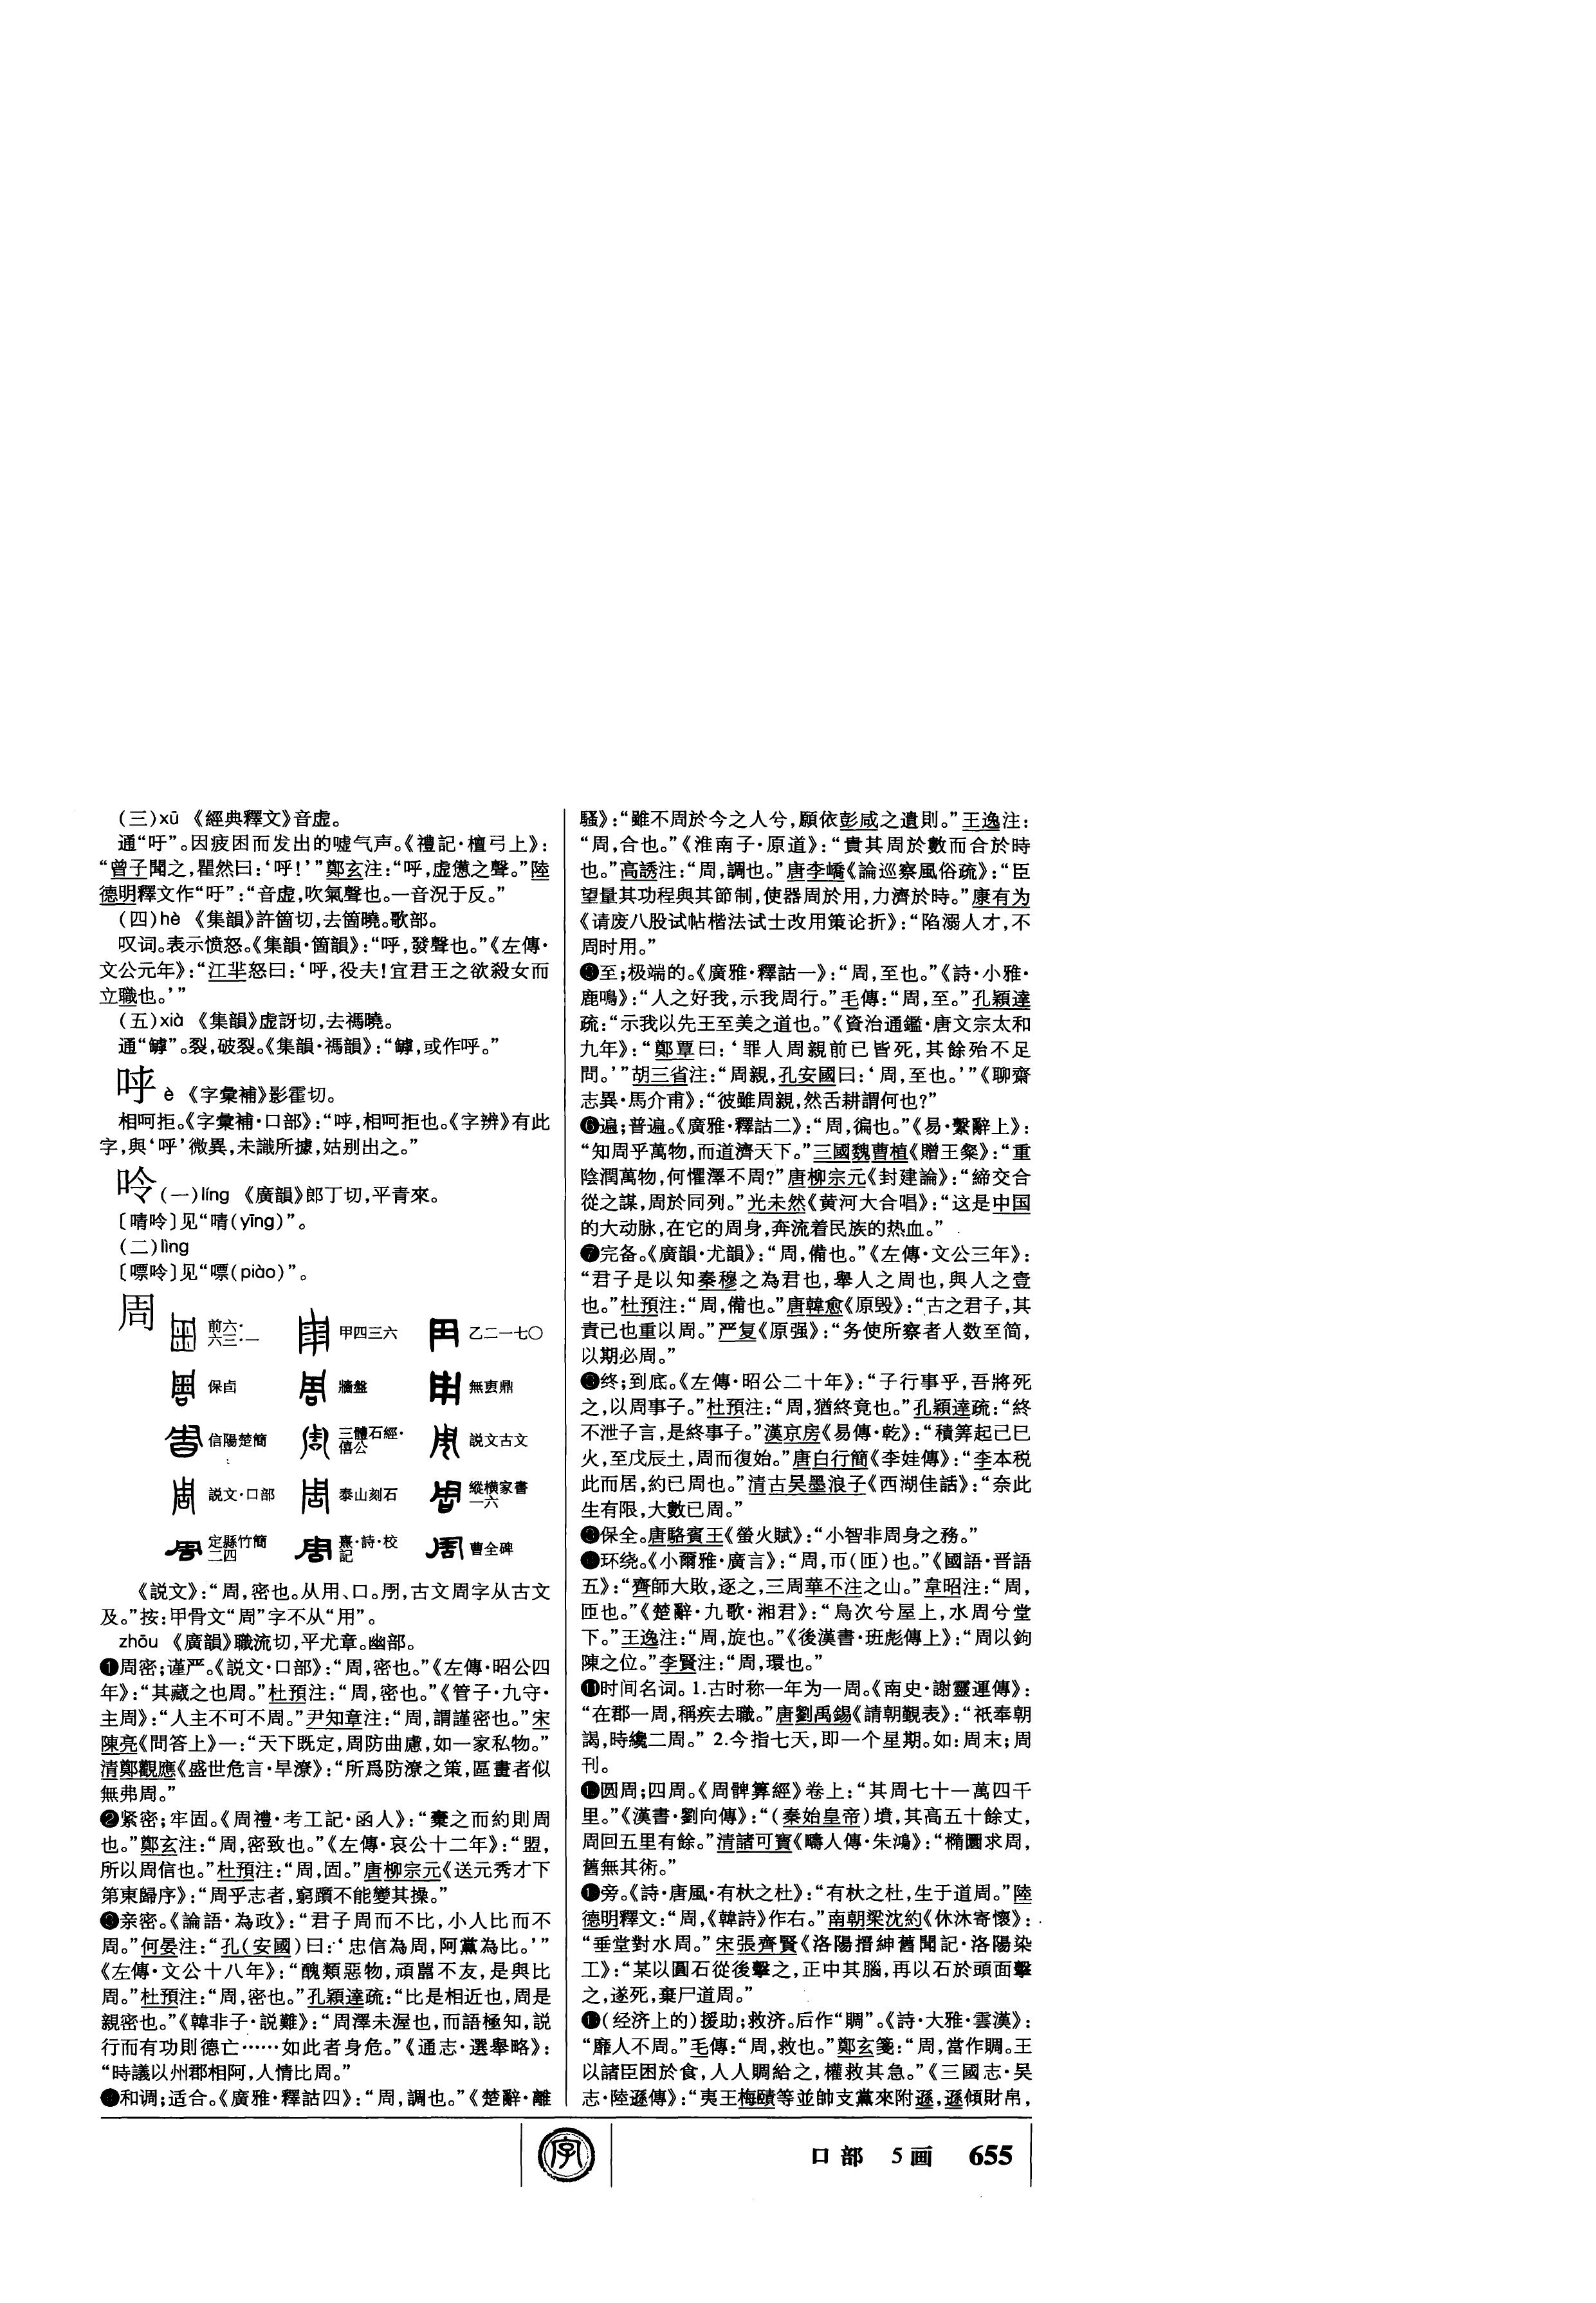 (三)xū 《經典釋文》音虚。
通“吁”。因疲困而发出的嘘气声。《禮記·檀弓上》:
“曾子聞之,瞿然曰:‘呼!’”鄭玄注:“呼,虚憊之聲。”陸
德明釋文作“吁”:“音虚,吹氣聲也。一音況于反。”
(四)hè 《集韻》許箇切,去箇曉。歌部。
叹词。表示愤怒。《集韻·箇韻》:“呼,發聲也。”《左傳·
文公元年》:“江羋怒曰:‘呼,役夫!宜君王之欲殺女而
立職也。’”
(五)xià 《集韻》虚訝切,去禡曉。
通“罅”。裂,破裂。《集韻·禡韻》:“罅,或作呼。”
è 《字彙補》影霍切。
相呵拒。《字彙補·口部》:“呼,相呵拒也。《字辨》有此
字,與‘呼’微異,未識所據,姑别出之。”
呤 (一)líng 《廣韻》郎丁切,平青來。
〔啨呤〕见“啨(yīng)”。
(二)lìng
〔嘌呤〕见“嘌(piào)”。
周
前六·六三·一 甲四三六 乙二一七〇
保卣 牆盤 無叀鼎
信陽楚簡 三體石經·僖公 説文古文
説文·口部 泰山刻石 縱横家書一六
定縣竹簡二四 熹·詩·校記 曹全碑
《説文》:“周,密也。从用、口。𠄗,古文周字从古文
及。”按:甲骨文“周”字不从“用”。
zhōu 《廣韻》職流切,平尤章。幽部。
❶周密;谨严。《説文·口部》:“周,密也。”《左傳·昭公四
年》:“其藏之也周。”杜預注:“周,密也。”《管子·九守·
主周》:“人主不可不周。”尹知章注:“周,謂謹密也。”宋
陳亮《問答上》一:“天下既定,周防曲慮,如一家私物。”
清鄭觀應《盛世危言·旱潦》:“所爲防潦之策,區畫者似
無弗周。”
❷紧密;牢固。《周禮·考工記·函人》:“櫜之而約則周
也。”鄭玄注:“周,密致也。”《左傳·哀公十二年》:“盟,
所以周信也。”杜預注:“周,固。”唐柳宗元《送元秀才下
第東歸序》:“周乎志者,窮躓不能變其操。”
❸亲密。《論語·為政》:“君子周而不比,小人比而不
周。”何晏注:“孔(安國)曰:‘忠信為周,阿黨為比。’”
《左傳·文公十八年》:“醜類惡物,頑嚚不友,是與比
周。”杜預注:“周,密也。”孔穎達疏:“比是相近也,周是
親密也。”《韓非子·説難》:“周澤未渥也,而語極知,説
行而有功則德亡……如此者身危。”《通志·選舉略》:
“時議以州郡相阿,人情比周。”
❹和调;适合。《廣雅·釋詁四》:“周,調也。”《楚辭·離
騷》:“雖不周於今之人兮,願依彭咸之遺則。”王逸注:
“周,合也。”《淮南子·原道》:“貴其周於數而合於時
也。”高誘注:“周,調也。”唐李嶠《論巡察風俗疏》:“臣
望量其功程與其節制,使器周於用,力濟於時。”康有为
《请废八股试帖楷法试士改用策论折》:“陷溺人才,不
周时用。”
❺至;极端的。《廣雅·釋詁一》:“周,至也。”《詩·小雅·
鹿鳴》:“人之好我,示我周行。”毛傳:“周,至。”孔穎達
疏:“示我以先王至美之道也。”《資治通鑑·唐文宗太和
九年》:“鄭覃曰:‘罪人周親前已皆死,其餘殆不足
問。’”胡三省注:“周親,孔安國曰:‘周,至也。’”《聊齋
志異·馬介甫》:“彼雖周親,然舌耕謂何也?”
❻遍;普遍。《廣雅·釋詁二》:“周,徧也。”《易·繫辭上》:
“知周乎萬物,而道濟天下。”三國魏曹植《贈王粲》:“重
陰潤萬物,何懼澤不周?”唐柳宗元《封建論》:“締交合
從之謀,周於同列。”光未然《黄河大合唱》:“这是中国
的大动脉,在它的周身,奔流着民族的热血。”
❼完备。《廣韻·尤韻》:“周,備也。”《左傳·文公三年》:
“君子是以知秦穆之為君也,舉人之周也,與人之壹
也。”杜預注:“周,備也。”唐韓愈《原毁》:“古之君子,其
責己也重以周。”严复《原强》:“务使所察者人数至简,
以期必周。”
❽终;到底。《左傳·昭公二十年》:“子行事乎,吾將死
之,以周事子。”杜預注:“周,猶終竟也。”孔穎達疏:“終
不泄子言,是終事子。”漢京房《易傳·乾》:“積筭起己巳
火,至戊辰土,周而復始。”唐白行簡《李娃傳》:“李本税
此而居,約已周也。”清古吴墨浪子《西湖佳話》:“奈此
生有限,大數已周。”
❾保全。唐駱賓王《螢火賦》:“小智非周身之務。”
❿环绕。《小爾雅·廣言》:“周,帀(匝)也。”《國語·晋語
五》:“齊師大敗,逐之,三周華不注之山。”韋昭注:“周,
匝也。”《楚辭·九歌·湘君》:“鳥次兮屋上,水周兮堂
下。”王逸注:“周,旋也。”《後漢書·班彪傳上》:“周以鉤
陳之位。”李賢注:“周,環也。”
⓫时间名词。1.古时称一年为一周。《南史·謝靈運傳》:
“在郡一周,稱疾去職。”唐劉禹錫《請朝覲表》:“祇奉朝
謁,時纔二周。” 2.今指七天,即一个星期。如:周末;周
刊。
⓬圆周;四周。《周髀筭經》卷上:“其周七十一萬四千
里。”《漢書·劉向傳》:“(秦始皇帝)墳,其高五十餘丈,
周回五里有餘。”清諸可寶《疇人傳·朱鴻》:“橢圜求周,
舊無其術。”
⓭旁。《詩·唐風·有杕之杜》:“有杕之杜,生于道周。”陸
德明釋文:“周,《韓詩》作右。”南朝梁沈約《休沐寄懷》:
“垂堂對水周。”宋張齊賢《洛陽搢紳舊聞記·洛陽染
工》:“某以圓石從後擊之,正中其腦,再以石於頭面擊
之,遂死,棄尸道周。”
⓮(经济上的)援助;救济。后作“賙”。《詩·大雅·雲漢》:
“靡人不周。”毛傳:“周,救也。”鄭玄箋:“周,當作賙。王
以諸臣困於食,人人賙給之,權救其急。”《三國志·吴
志·陸遜傳》:“夷王梅頤等並帥支黨來附遜,遜傾財帛,
字
口部 5画 655